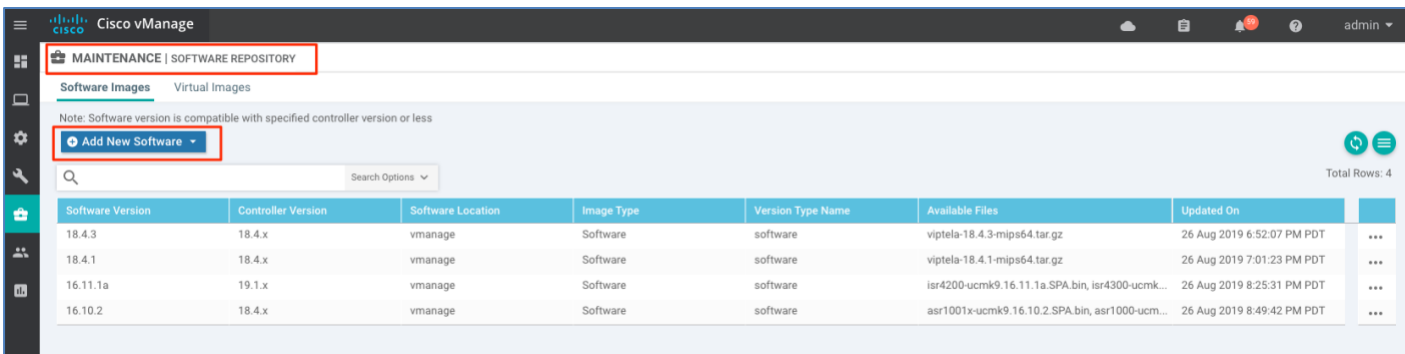 cisco Cisco vManage 59 admin
MAINTENANCE | SOFTWARE REPOSITORY
Software Images Virtual Images
Note: Software version is compatible with specified controller version or less
Add New Software
Search Options Total Rows: 4
Software Version Controller Version Software Location Image Type Version Type Name Available Files Updated On
18.4.3 18.4.x vmanage Software software viptela-18.4.3-mips64.tar.gz 26 Aug 2019 6:52:07 PM PDT ...
18.4.1 18.4.x vmanage Software software viptela-18.4.1-mips64.tar.gz 26 Aug 2019 7:01:23 PM PDT ...
16.11.1a 19.1.x vmanage Software software isr4200-ucmk9.16.11.1a.SPA.bin, isr4300-ucmk... 26 Aug 2019 8:25:31 PM PDT ...
16.10.2 18.4.x vmanage Software software asr1001x-ucmk9.16.10.2.SPA.bin, asr1000-ucm... 26 Aug 2019 8:49:42 PM PDT ...